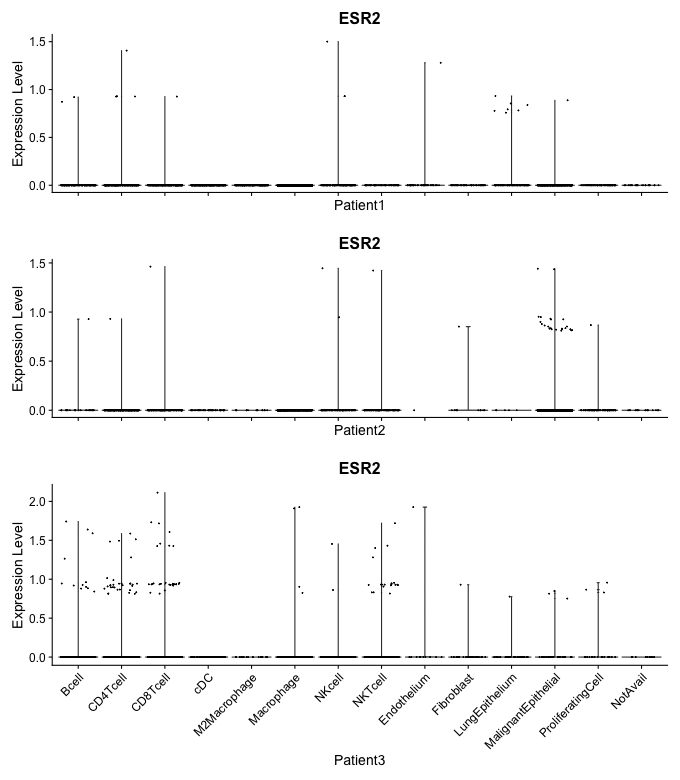 ESR2
Expression Level
1.5
1.0
0.5
0.0
Patient1
ESR2
Expression Level
1.5
1.0
0.5
0.0
Patient2
ESR2
Expression Level
2.0
1.5
1.0
0.5
0.0
Bcell
CD4Tcell
CD8Tcell
cDC
M2Macrophage
Macrophage
NKcell
NKTcell
Endothelium
Fibroblast
LungEpithelium
MalignantEpithelial
ProliferatingCell
NotAvail
Patient3